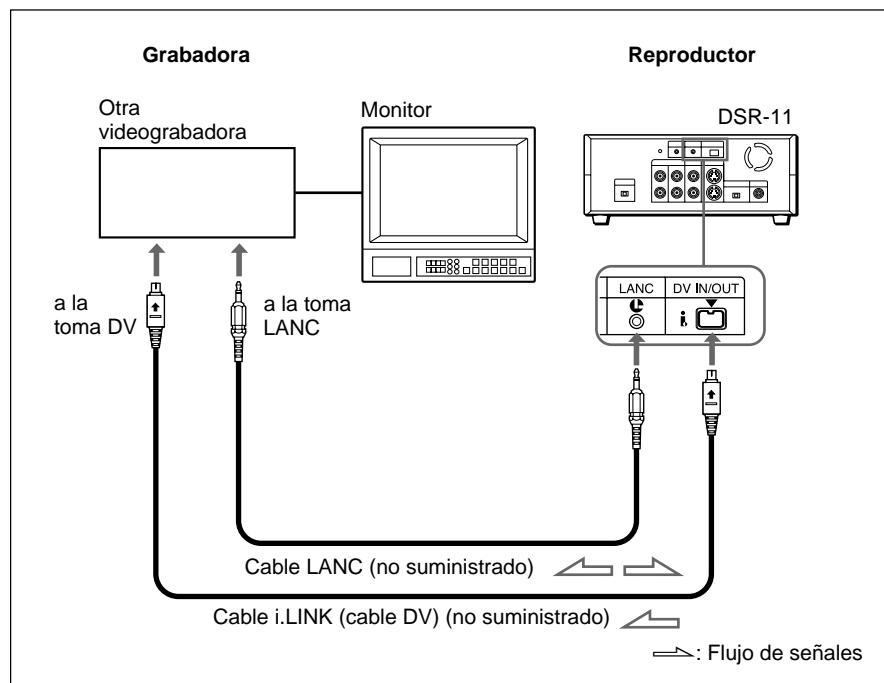 Grabadora
Reproductor
Otra
videograbadora
Monitor
DSR-11
a la
toma DV
a la toma
LANC
LANC
DV IN/OUT
Cable LANC (no suministrado)
Cable i.LINK (cable DV) (no suministrado)
: Flujo de señales